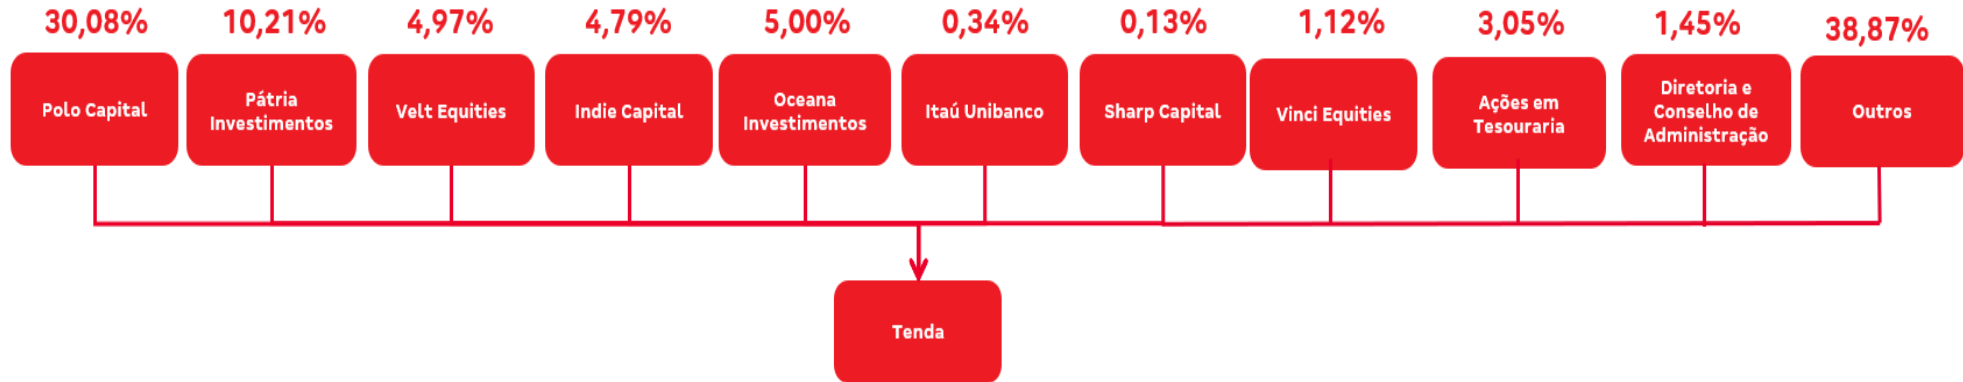 30,08%
10,21%
4,97%
4,79%
5,00%
0,34%
0,13%
1,12%
3,05%
1,45%
38,87%
Polo Capital
Pátria
Investimentos
Velt Equities
Indie Capital
Oceana
Investimentos
Itaú Unibanco
Sharp Capital
Vinci Equities
Ações em
Tesouraria
Diretoria e
Conselho de
Administração
Outros
Tenda